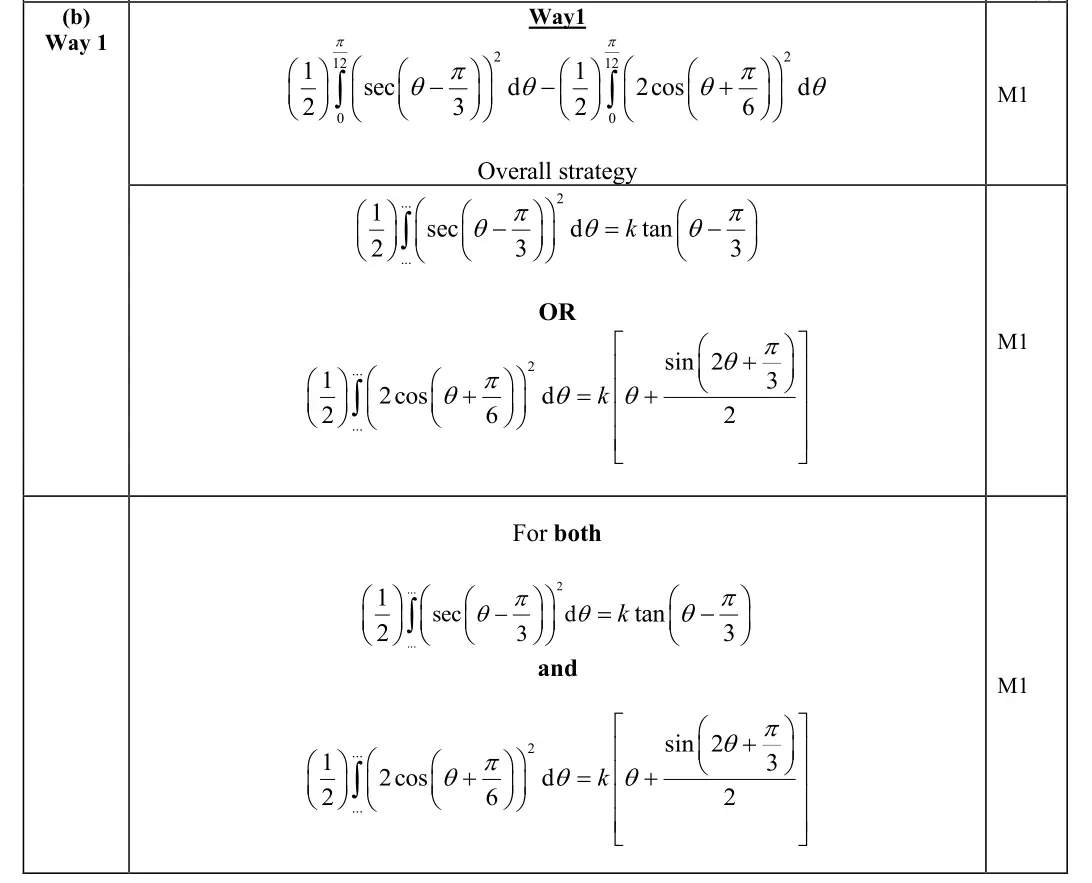 (b)
Way 1
Way1
(1/2)∫_0^{π/12} (sec(θ − π/3))² dθ − (1/2)∫_0^{π/12} (2cos(θ + π/6))² dθ
M1
Overall strategy
(1/2)∫_{...}^{...} (sec(θ − π/3))² dθ = k tan(θ − π/3)
OR
(1/2)∫_{...}^{...} (2cos(θ + π/6))² dθ = k[θ + sin(2θ + π/3)/2]
M1
For both
(1/2)∫_{...}^{...} (sec(θ − π/3))² dθ = k tan(θ − π/3)
and
(1/2)∫_{...}^{...} (2cos(θ + π/6))² dθ = k[θ + sin(2θ + π/3)/2]
M1